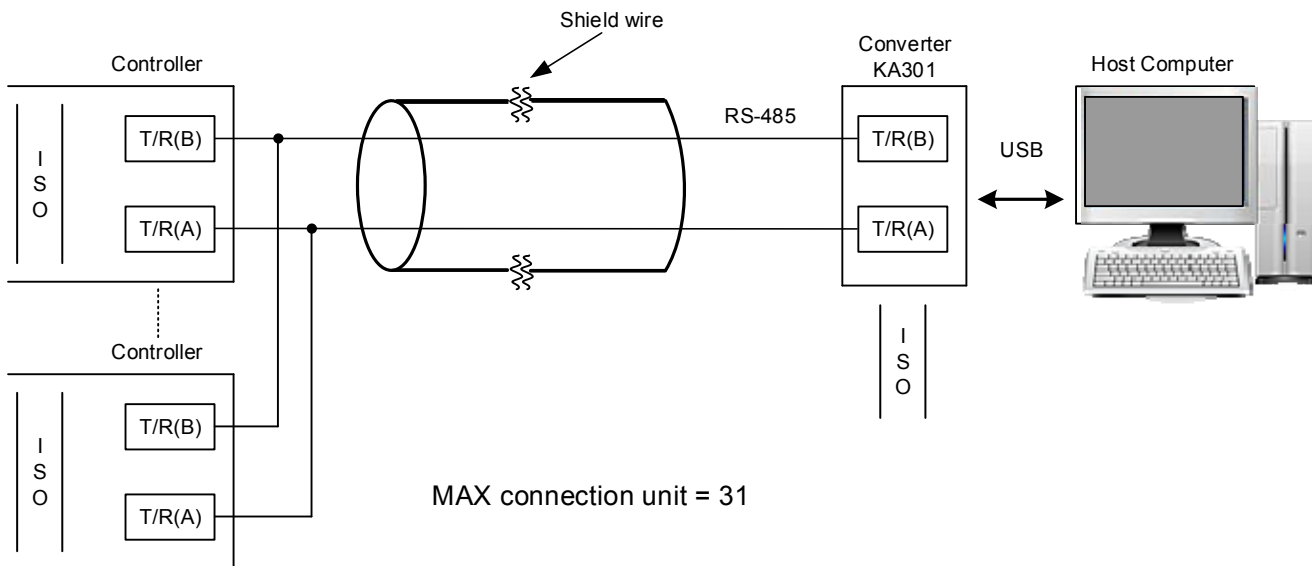 Shield wire
Controller
Converter
KA301
Host Computer
T/R(B)
RS-485
T/R(B)
USB
I
S
O
T/R(A)
T/R(A)
Controller
I
S
O
T/R(B)
I
S
O
T/R(A)
MAX connection unit = 31